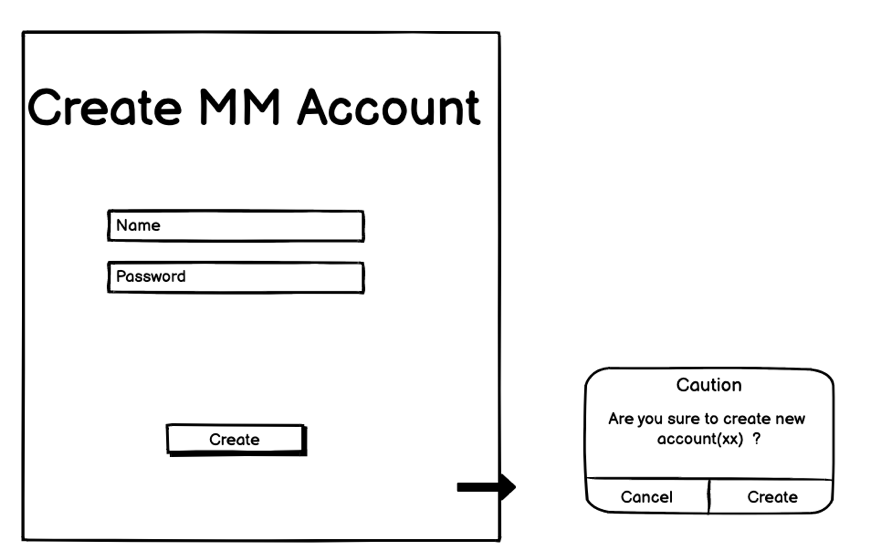 Create MM Account
Name
Password
Create
Caution
Are you sure to create new
account(xx) ?
Cancel
Create